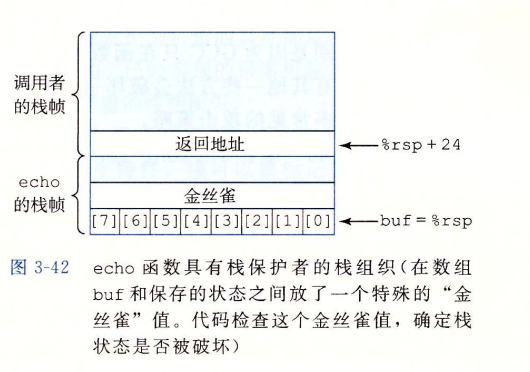 调用者
的栈帧
返回地址
%rsp+24
echo
的栈帧
金丝雀
[7][6][5][4][3][2][1][0]
buf=%rsp
图 3-42 echo 函数具有栈保护者的栈组织(在数组
buf 和保存的状态之间放了一个特殊的“金
丝雀”值。代码检查这个金丝雀值，确定栈
状态是否被破坏)